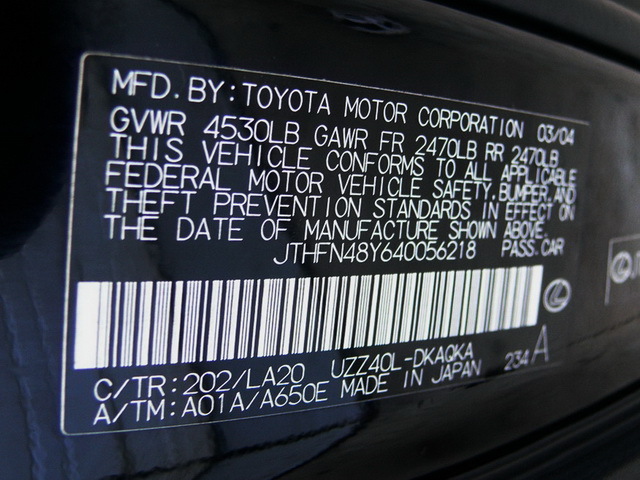 MFD. BY: TOYOTA MOTOR CORPORATION 03/04
GVWR 4530LB GAWR FR 2470LB RR 2470LB
THIS VEHICLE CONFORMS TO ALL APPLICABLE
FEDERAL MOTOR VEHICLE SAFETY, BUMPER, AND
THEFT PREVENTION STANDARDS IN EFFECT ON
THE DATE OF MANUFACTURE SHOWN ABOVE.
JTHFN48Y640056218 PASS. CAR
C/TR: 202/LA20 UZZ40L-DKAQKA 234 A
A/TM: A01A/A650E MADE IN JAPAN